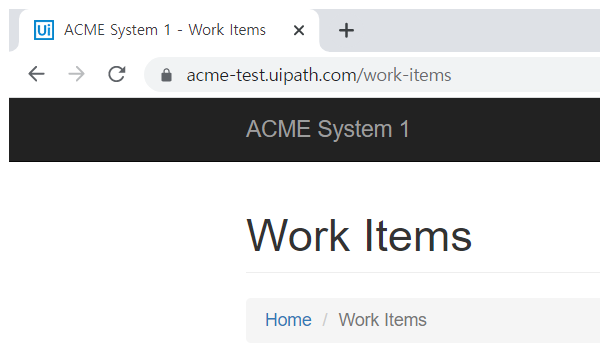 Ui ACME System 1 - Work Items
acme-test.uipath.com/work-items
ACME System 1
Work Items
Home / Work Items